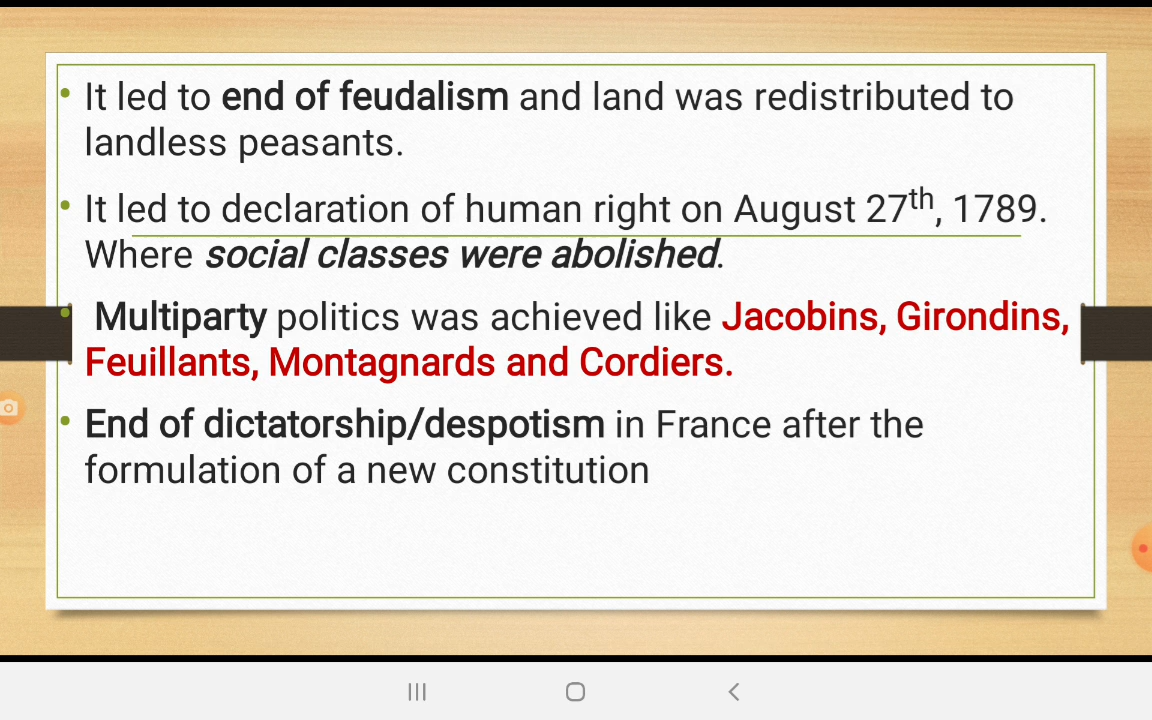 • It led to end of feudalism and land was redistributed to
landless peasants.
• It led to declaration of human right on August 27th, 1789.
Where social classes were abolished.
• Multiparty politics was achieved like Jacobins, Girondins,
Feuillants, Montagnards and Cordiers.
• End of dictatorship/despotism in France after the
formulation of a new constitution